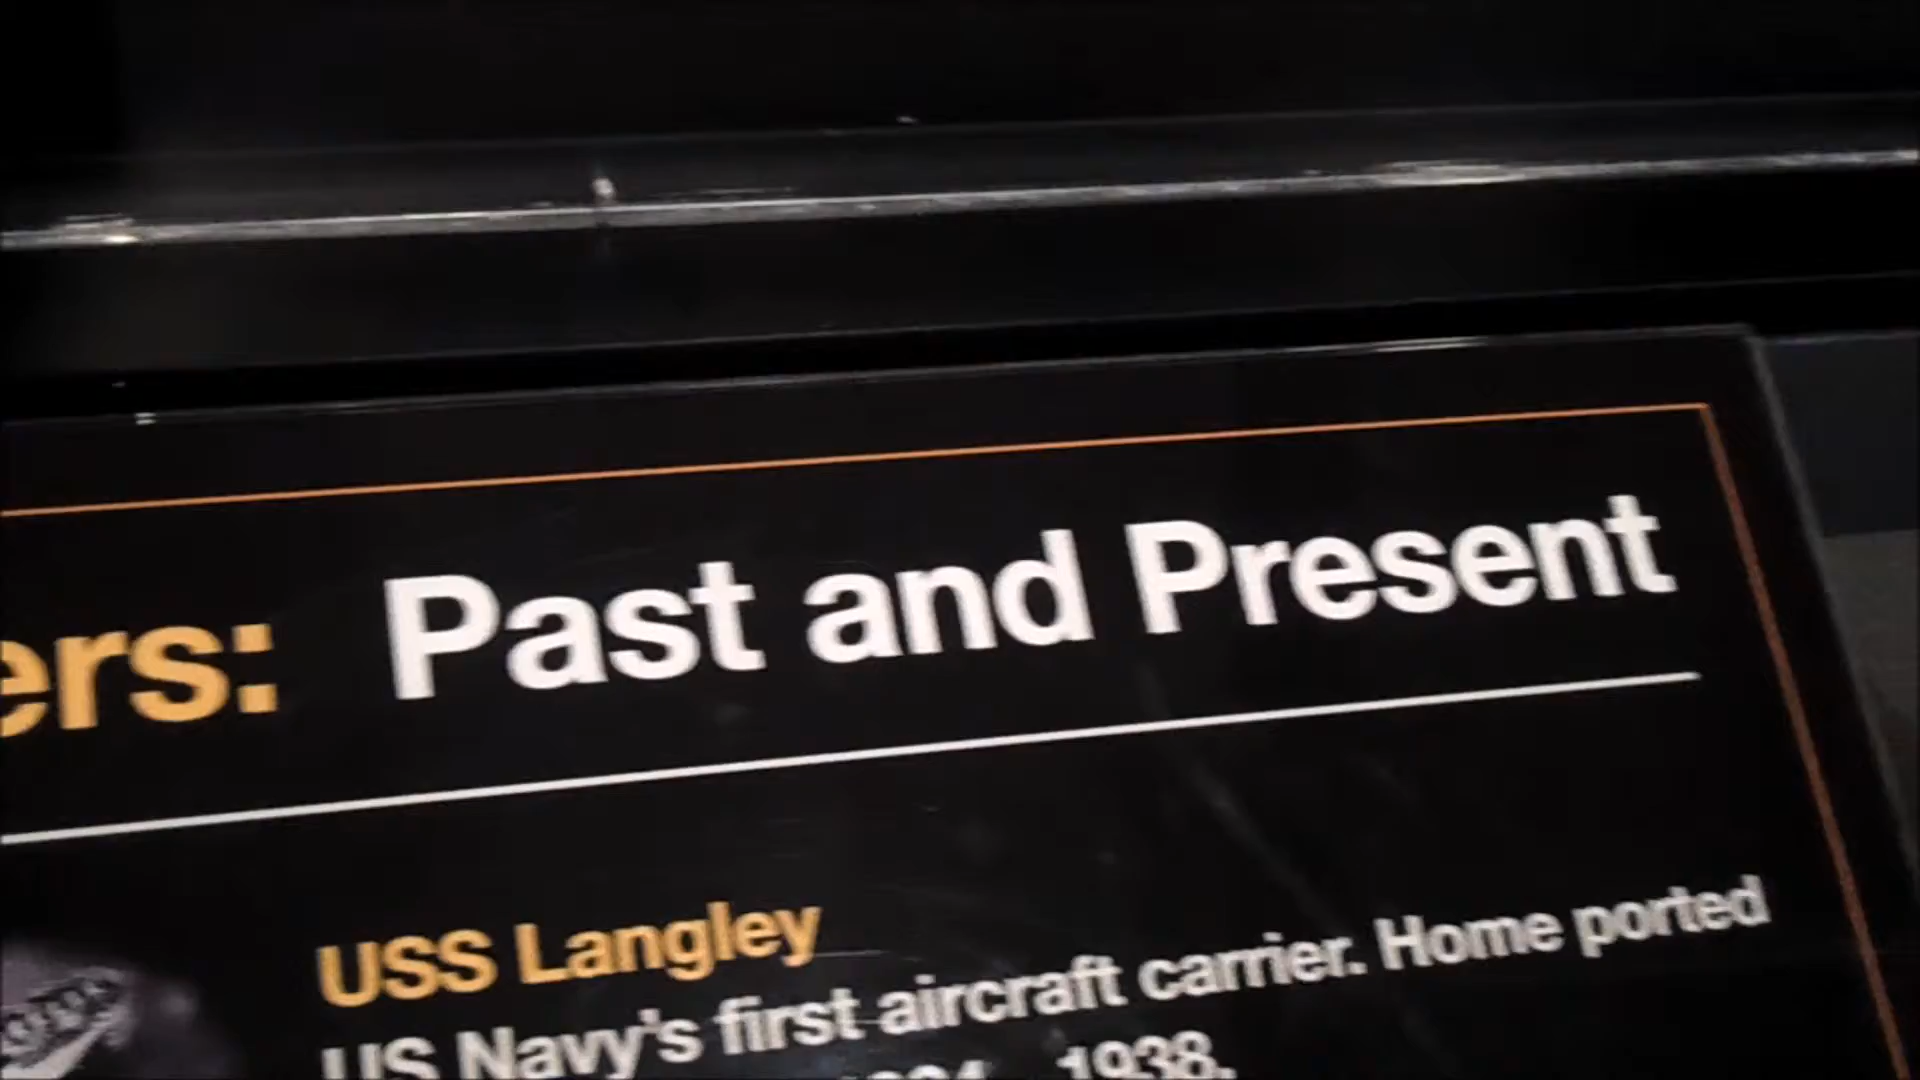 ers: Past and Present
USS Langley
US Navy's first aircraft carrier. Home ported
1938.